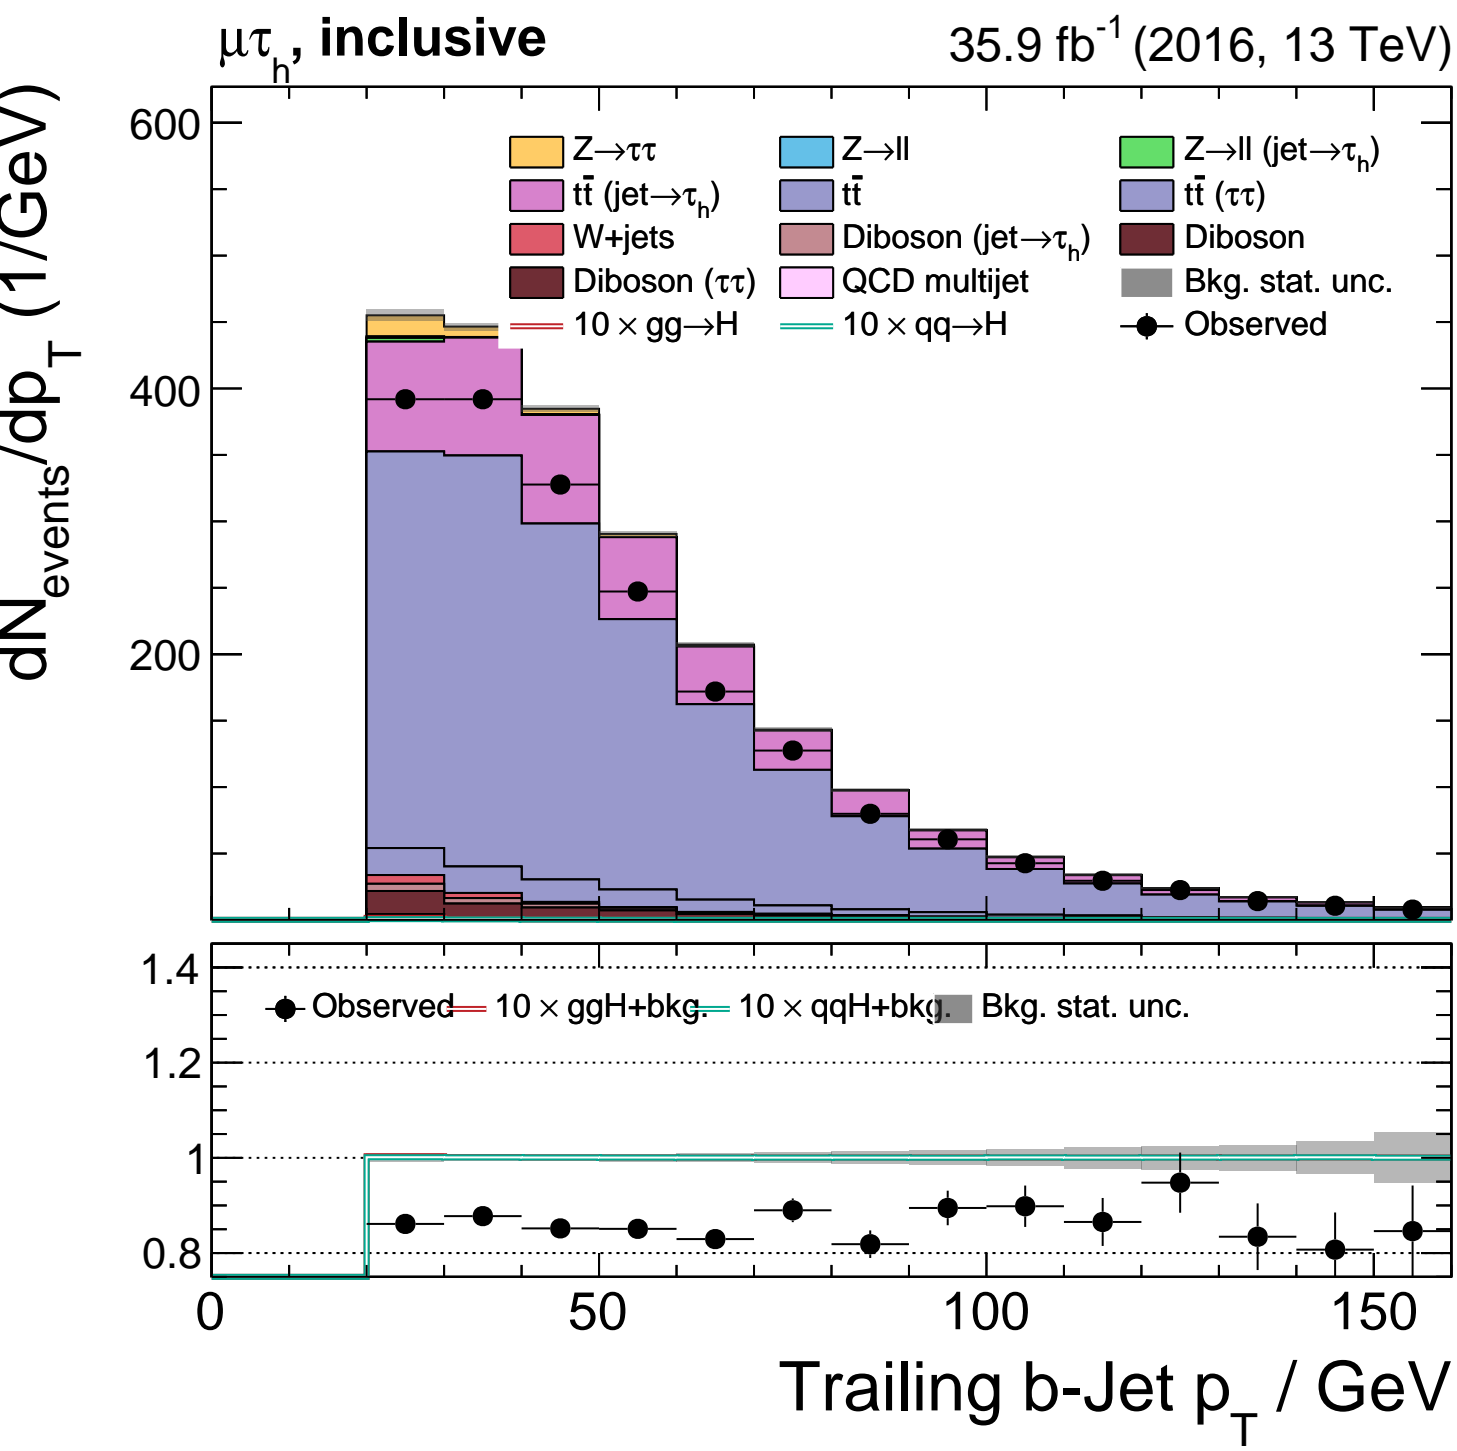 μτₕ, inclusive 35.9 fb⁻¹ (2016, 13 TeV)
dN_events/dp_T (1/GeV)
600
400
200
Z→ττ Z→ll Z→ll (jet→τₕ)
tt̄ (jet→τₕ) tt̄ tt̄ (ττ)
W+jets Diboson (jet→τₕ) Diboson
Diboson (ττ) QCD multijet Bkg. stat. unc.
10 × gg→H 10 × qq→H Observed
1.4
1.2
1
0.8
Observed 10 × ggH+bkg. 10 × qqH+bkg. Bkg. stat. unc.
0 50 100 150
Trailing b-Jet p_T / GeV